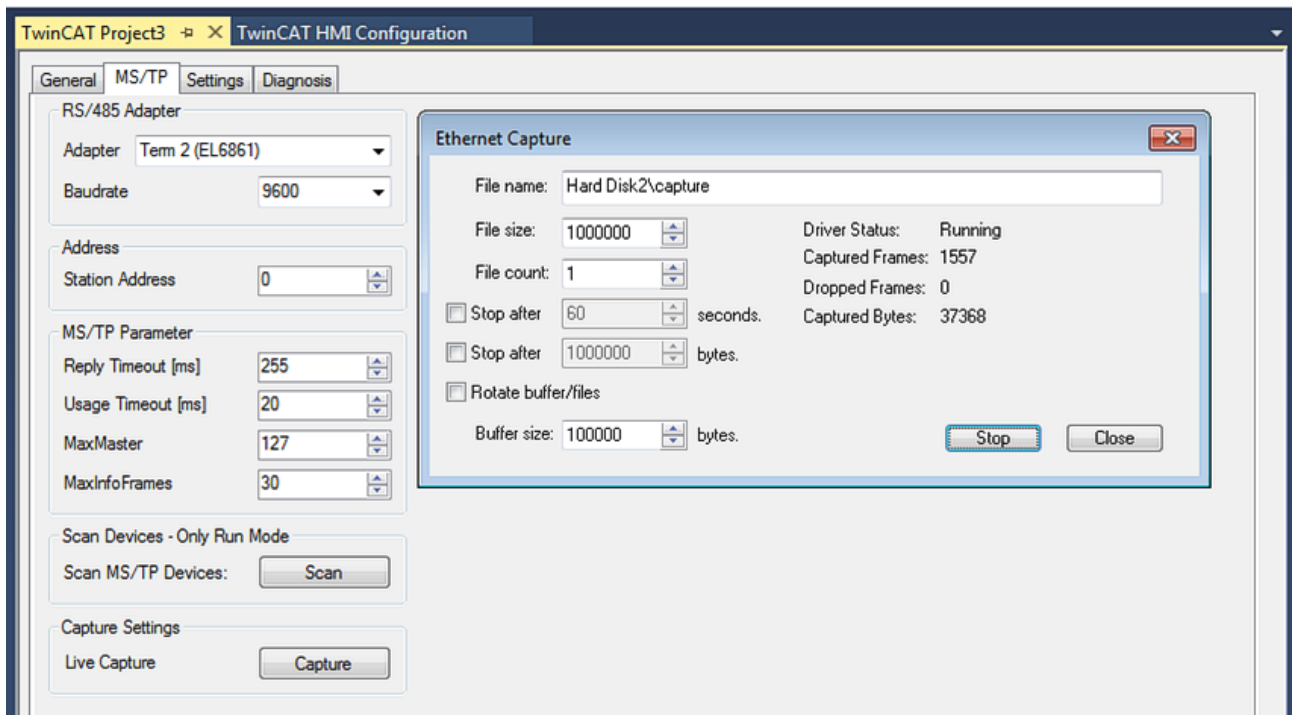 TwinCAT Project3 TwinCAT HMI Configuration
General MS/TP Settings Diagnosis
RS/485 Adapter
Adapter Term 2 (EL6861)
Baudrate 9600
Address
Station Address 0
MS/TP Parameter
Reply Timeout [ms] 255
Usage Timeout [ms] 20
MaxMaster 127
MaxInfoFrames 30
Scan Devices - Only Run Mode
Scan MS/TP Devices: Scan
Capture Settings
Live Capture Capture
Ethernet Capture
File name: Hard Disk2\capture
File size: 1000000
File count: 1
Stop after 60 seconds.
Stop after 1000000 bytes.
Rotate buffer/files
Buffer size: 100000 bytes.
Driver Status: Running
Captured Frames: 1557
Dropped Frames: 0
Captured Bytes: 37368
Stop Close